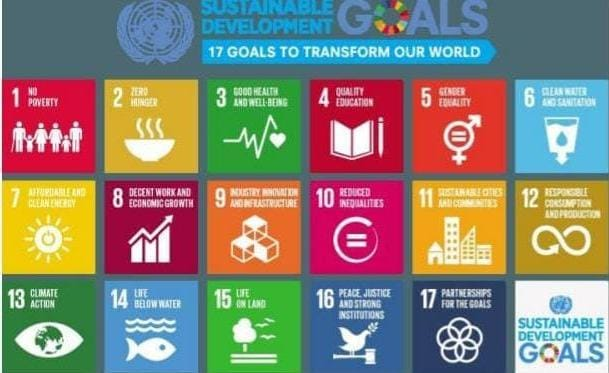 SUSTAINABLE
DEVELOPMENT
GOALS
17 GOALS TO TRANSFORM OUR WORLD
1 NO
POVERTY
2 ZERO
HUNGER
3 GOOD HEALTH
AND WELL-BEING
4 QUALITY
EDUCATION
5 GENDER
EQUALITY
6 CLEAN WATER
AND SANITATION
7 AFFORDABLE AND
CLEAN ENERGY
8 DECENT WORK AND
ECONOMIC GROWTH
9 INDUSTRY, INNOVATION
AND INFRASTRUCTURE
10 REDUCED
INEQUALITIES
11 SUSTAINABLE CITIES
AND COMMUNITIES
12 RESPONSIBLE
CONSUMPTION
AND PRODUCTION
13 CLIMATE
ACTION
14 LIFE
BELOW WATER
15 LIFE
ON LAND
16 PEACE, JUSTICE
AND STRONG
INSTITUTIONS
17 PARTNERSHIPS
FOR THE GOALS
SUSTAINABLE
DEVELOPMENT
GOALS